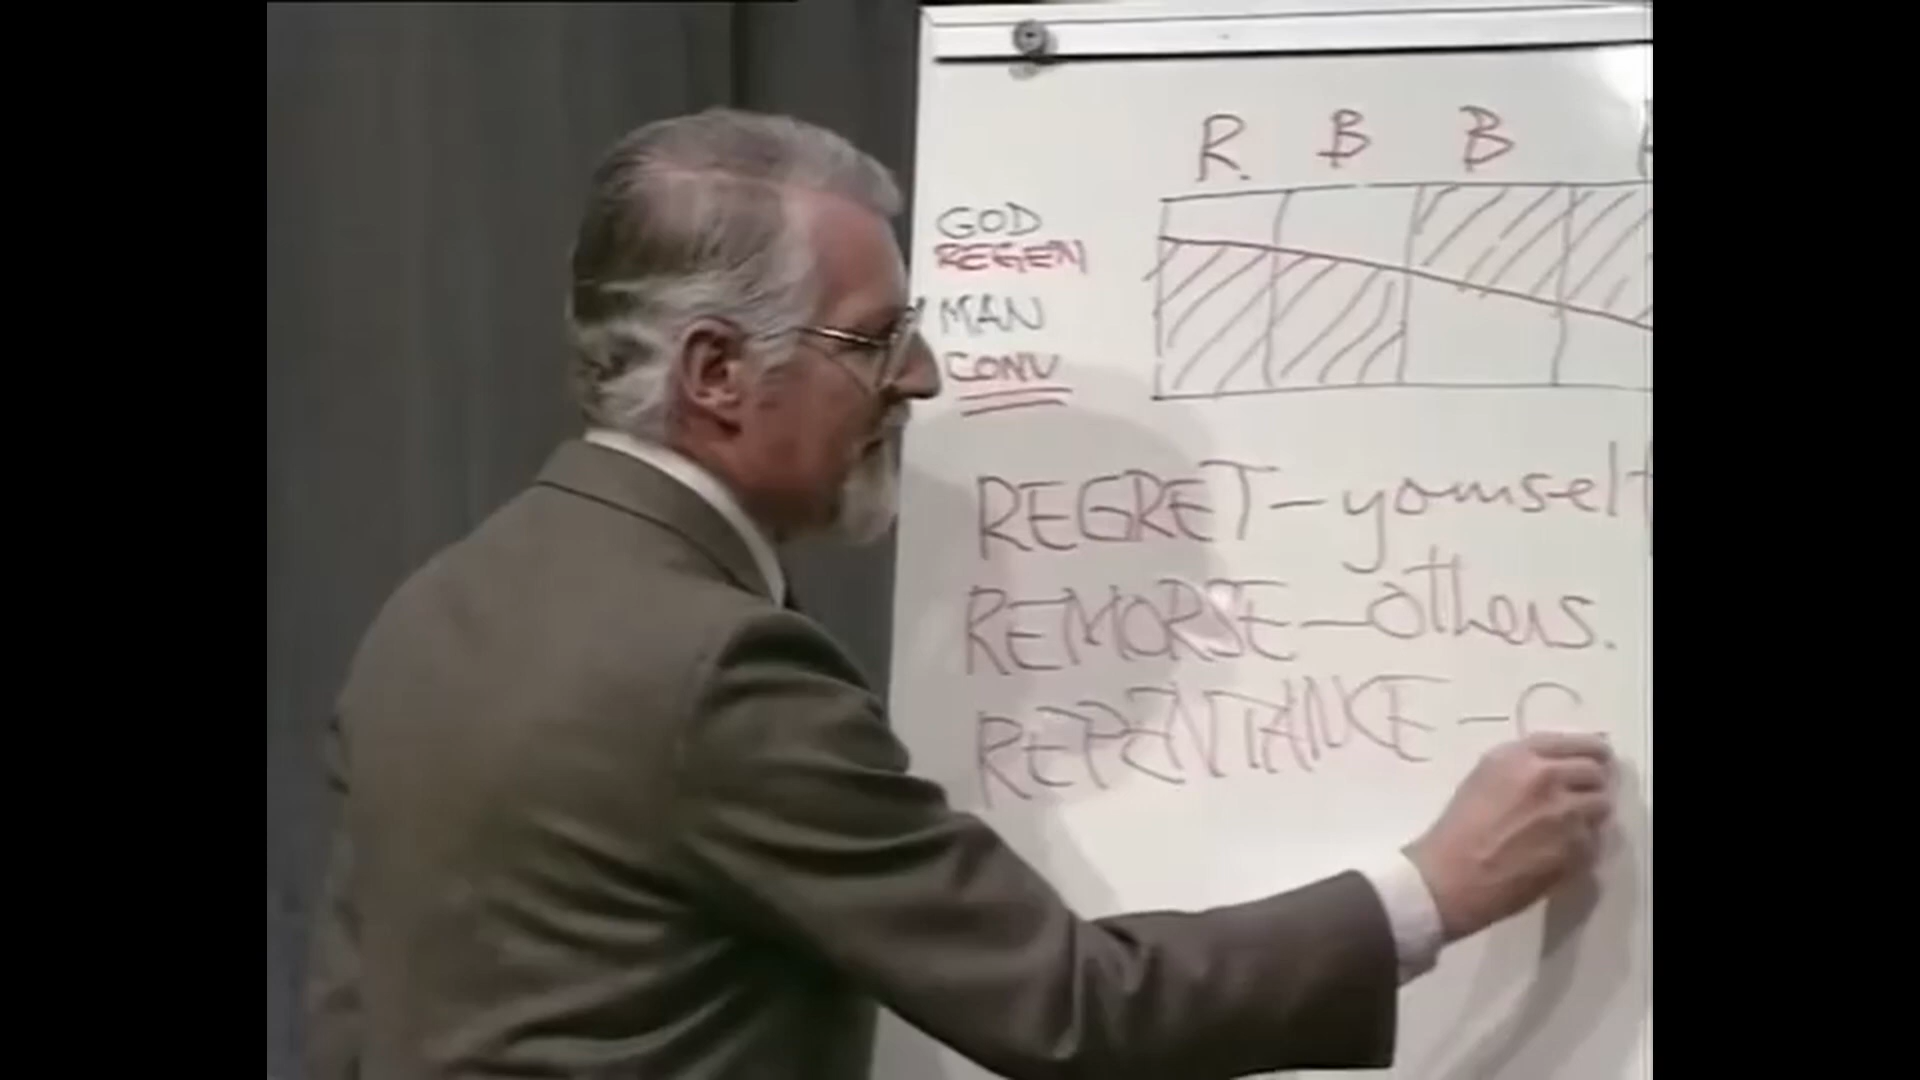 R. B B
GOD
REGEN
MAN
CONV
REGRET - yourself
REMORSE - others.
REPENTANCE - G